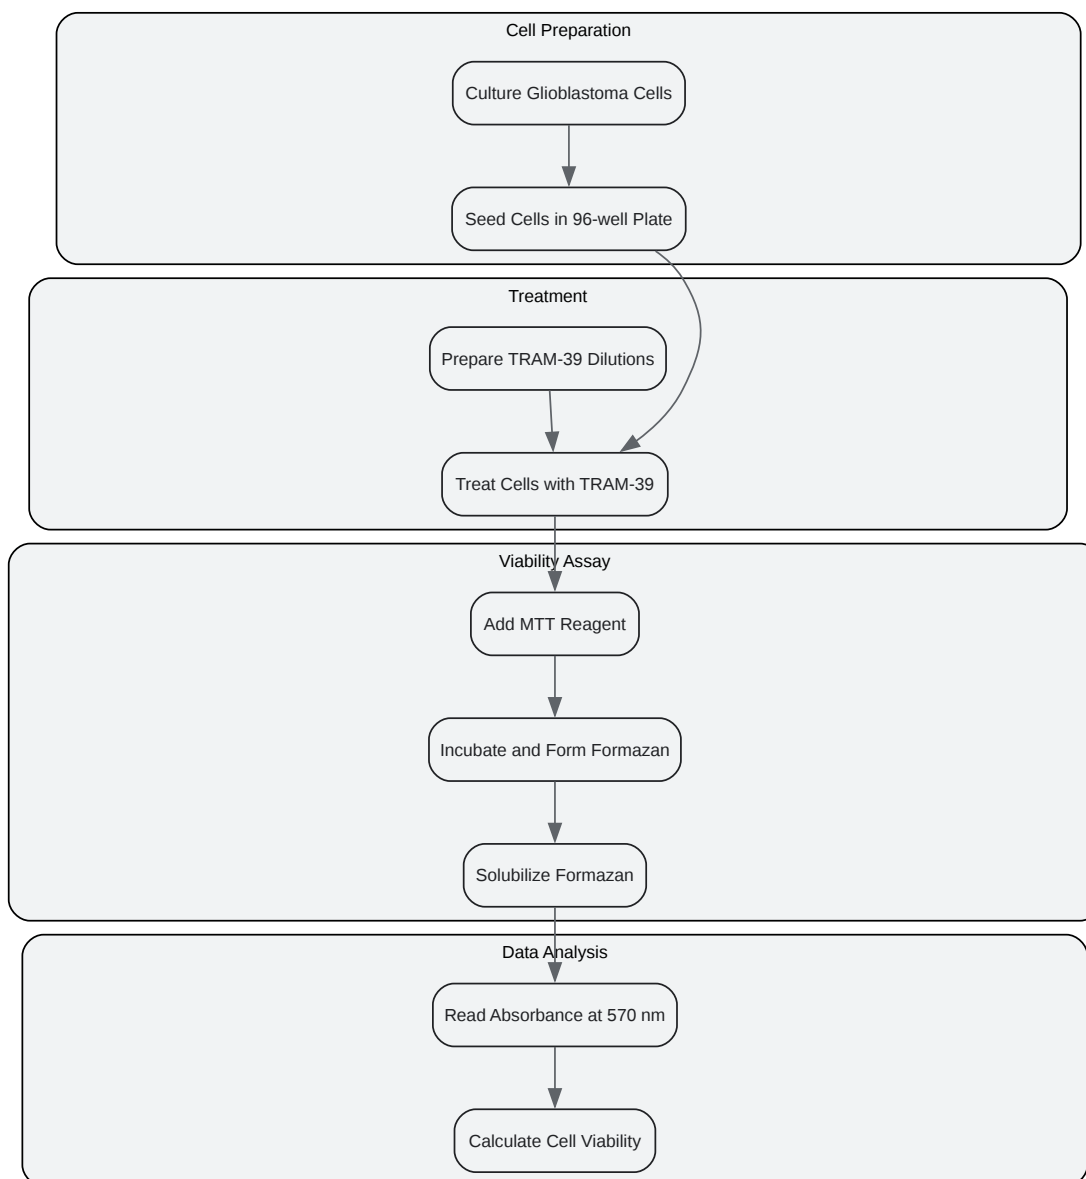 Cell Preparation
Culture Glioblastoma Cells
Seed Cells in 96-well Plate
Treatment
Prepare TRAM-39 Dilutions
Treat Cells with TRAM-39
Viability Assay
Add MTT Reagent
Incubate and Form Formazan
Solubilize Formazan
Data Analysis
Read Absorbance at 570 nm
Calculate Cell Viability